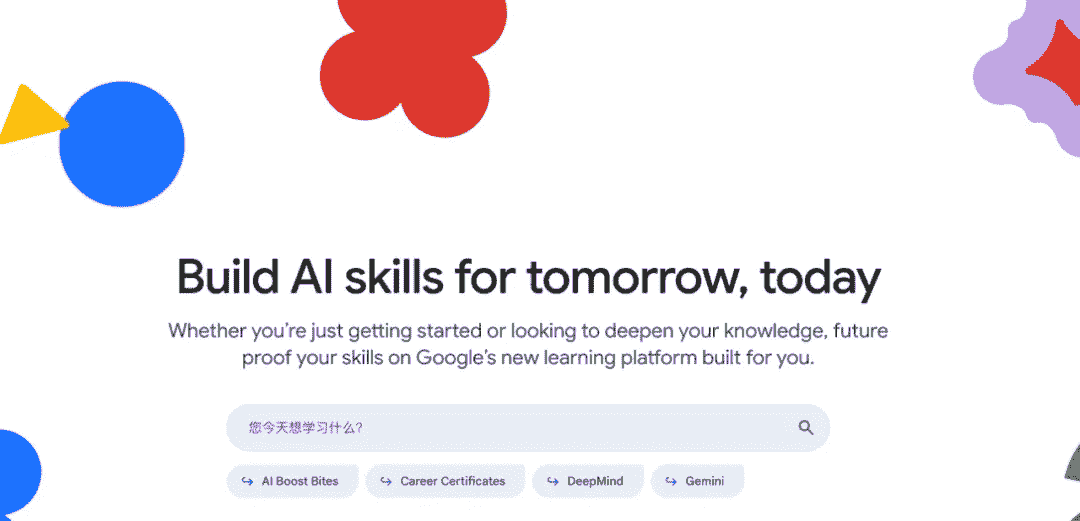 Build AI skills for tomorrow, today
Whether you're just getting started or looking to deepen your knowledge, future
proof your skills on Google's new learning platform built for you.
您今天想学习什么?
AI Boost Bites
Career Certificates
DeepMind
Gemini